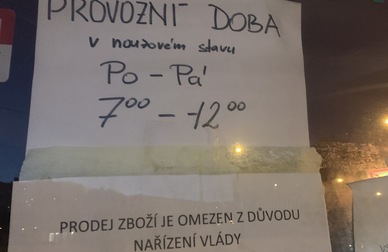 PROVOZNÍ DOBA
v nouzovém stavu
Po - Pá
7⁰⁰ - 12⁰⁰
PRODEJ ZBOŽÍ JE OMEZEN Z DŮVODU
NAŘÍZENÍ VLÁDY